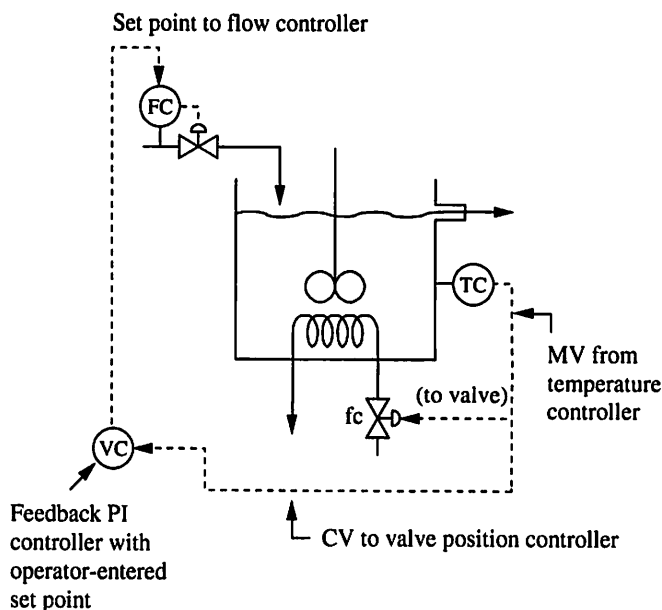 Set point to flow controller
FC
TC
MV from
temperature
controller
(to valve)
fc
VC
Feedback PI
controller with
operator-entered
set point
CV to valve position controller